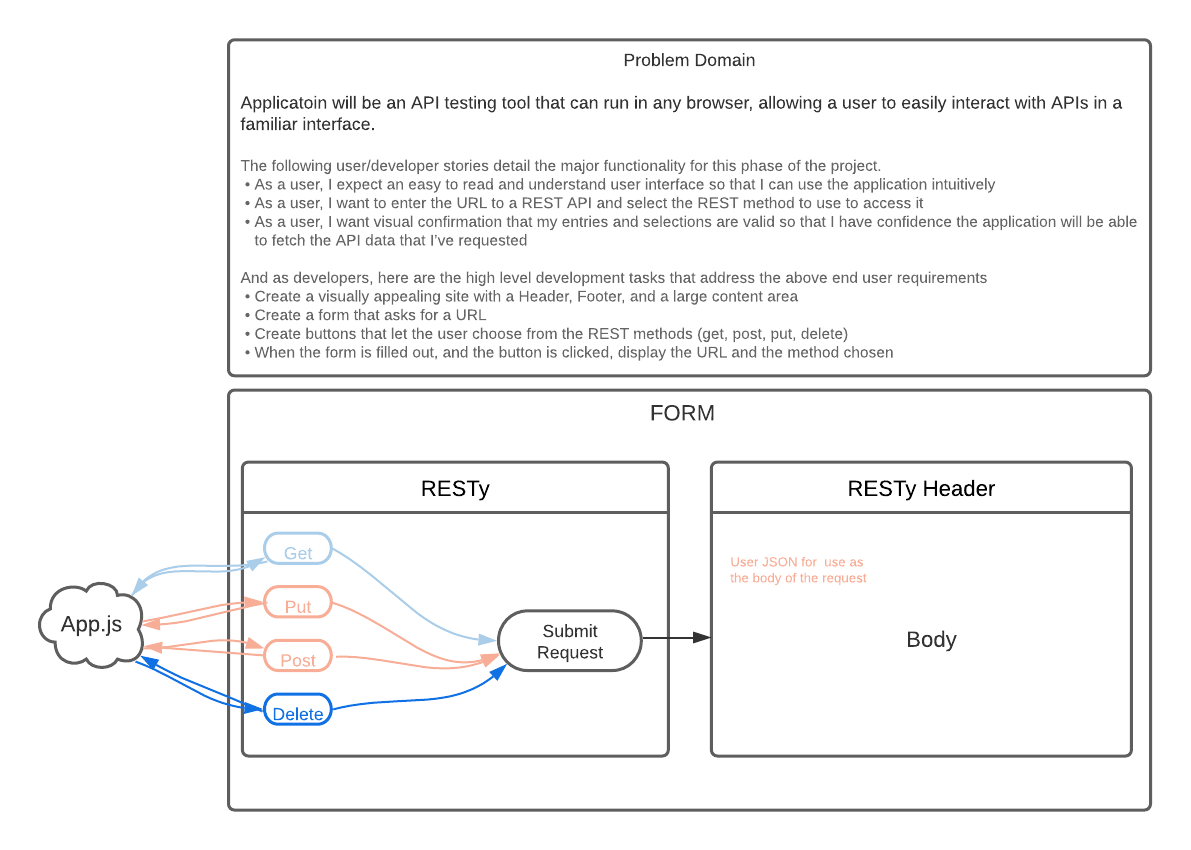 Problem Domain
Applicatoin will be an API testing tool that can run in any browser, allowing a user to easily interact with APIs in a
familiar interface.
The following user/developer stories detail the major functionality for this phase of the project.
• As a user, I expect an easy to read and understand user interface so that I can use the application intuitively
• As a user, I want to enter the URL to a REST API and select the REST method to use to access it
• As a user, I want visual confirmation that my entries and selections are valid so that I have confidence the application will be able
to fetch the API data that I've requested
And as developers, here are the high level development tasks that address the above end user requirements
• Create a visually appealing site with a Header, Footer, and a large content area
• Create a form that asks for a URL
• Create buttons that let the user choose from the REST methods (get, post, put, delete)
• When the form is filled out, and the button is clicked, display the URL and the method chosen
FORM
RESTy
RESTy Header
Get
Put
Post
Delete
App.js
Submit
Request
User JSON for use as
the body of the request
Body